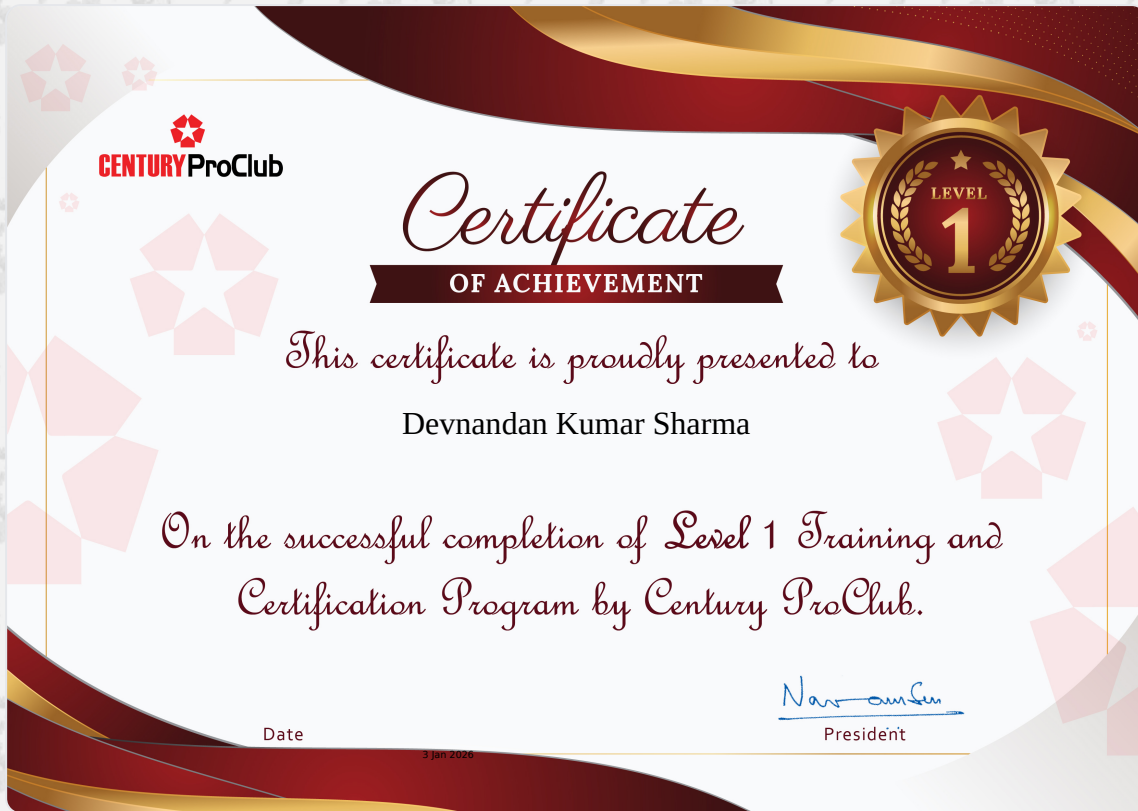 CENTURY ProClub
LEVEL
1
Certificate
OF ACHIEVEMENT
This certificate is proudly presented to
Devnandan Kumar Sharma
On the successful completion of Level 1 Training and
Certification Program by Century ProClub.
Date
President
3 Jan 2026